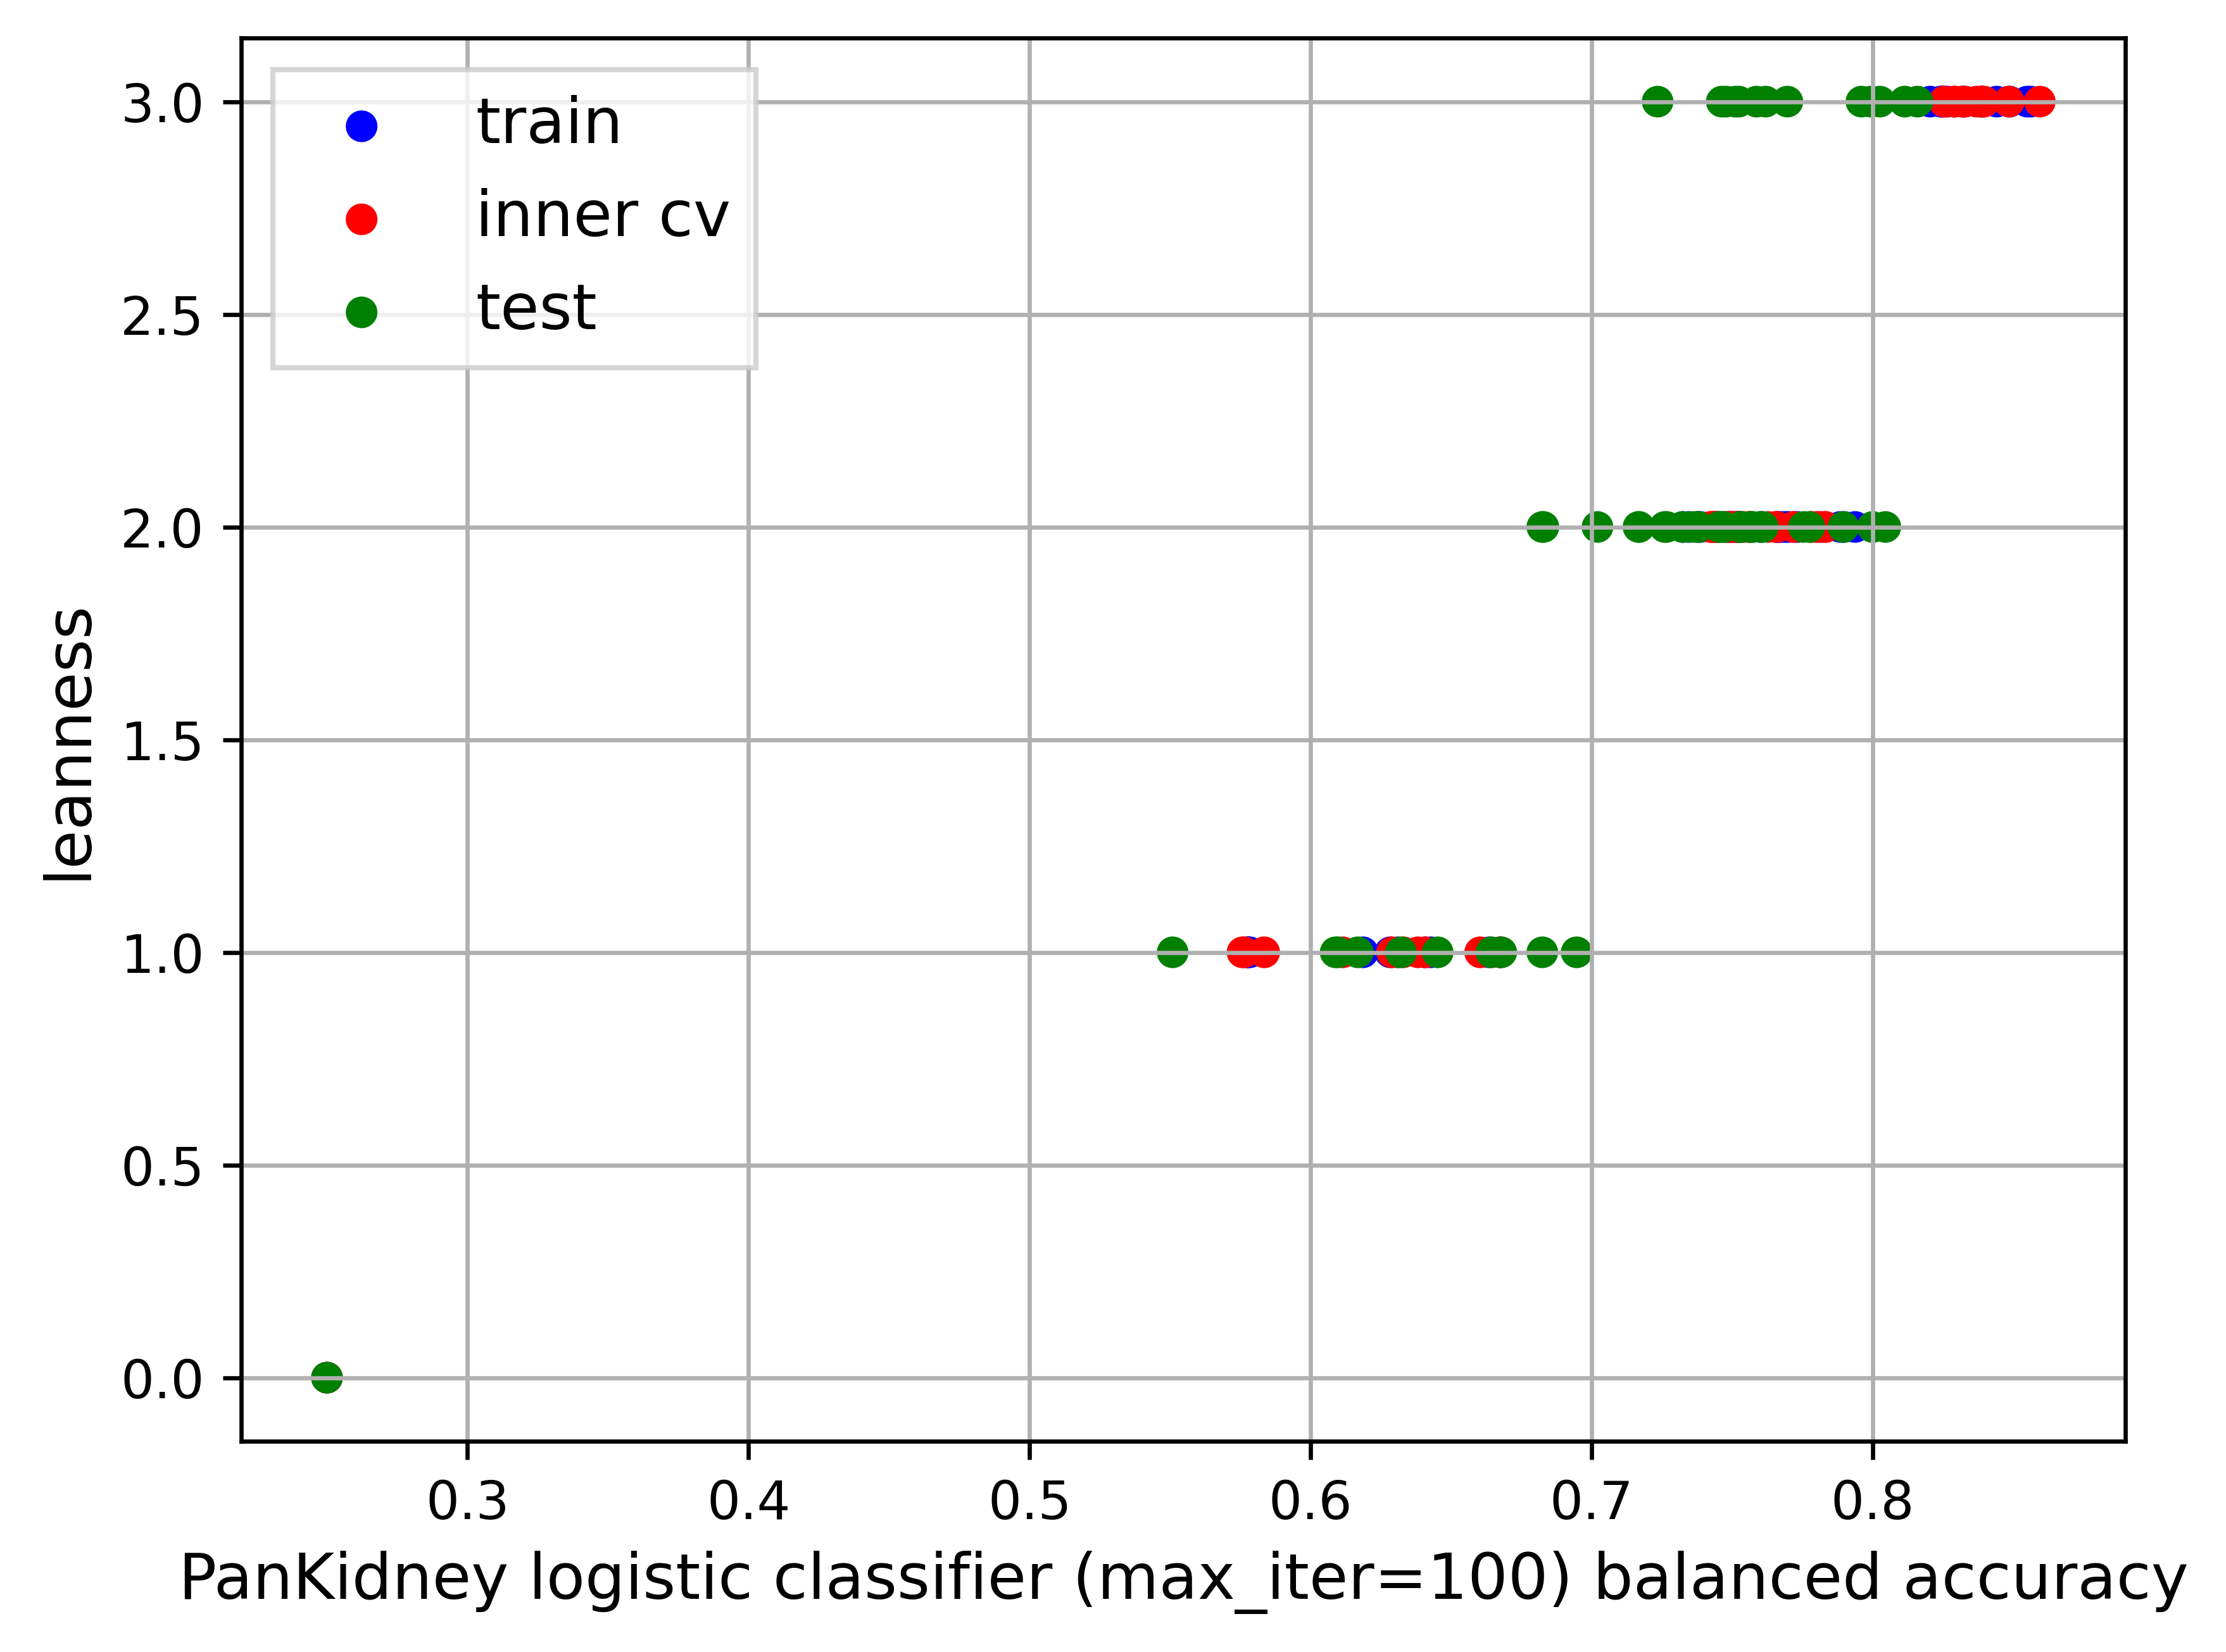 train
inner cv
test
3.0
2.5
2.0
1.5
1.0
0.5
0.0
leanness
0.3
0.4
0.5
0.6
0.7
0.8
PanKidney logistic classifier (max_iter=100) balanced accuracy